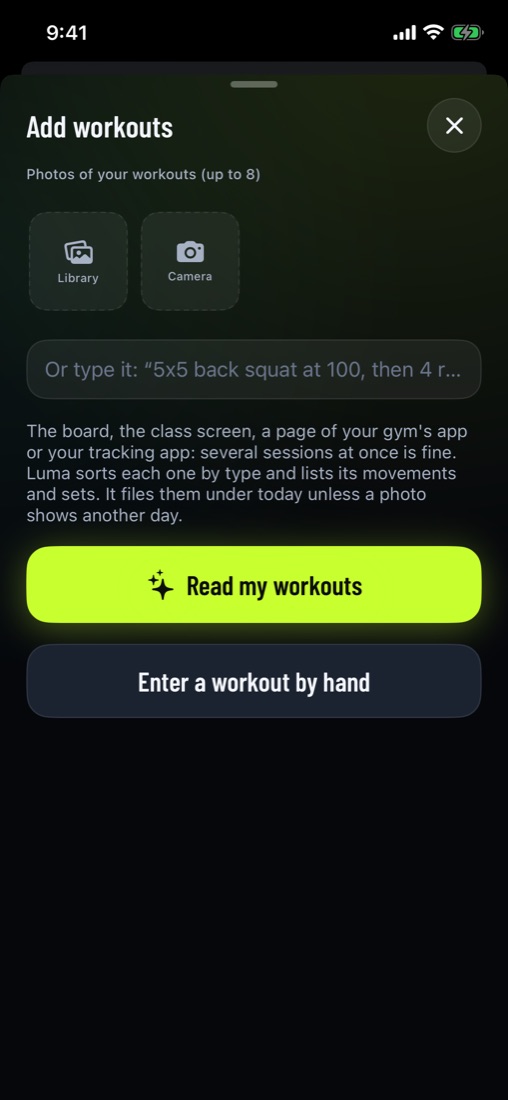 9:41
Add workouts
Photos of your workouts (up to 8)
Library
Camera
Or type it: “5x5 back squat at 100, then 4 r...
The board, the class screen, a page of your gym's app
or your tracking app: several sessions at once is fine.
Luma sorts each one by type and lists its movements
and sets. It files them under today unless a photo
shows another day.
Read my workouts
Enter a workout by hand